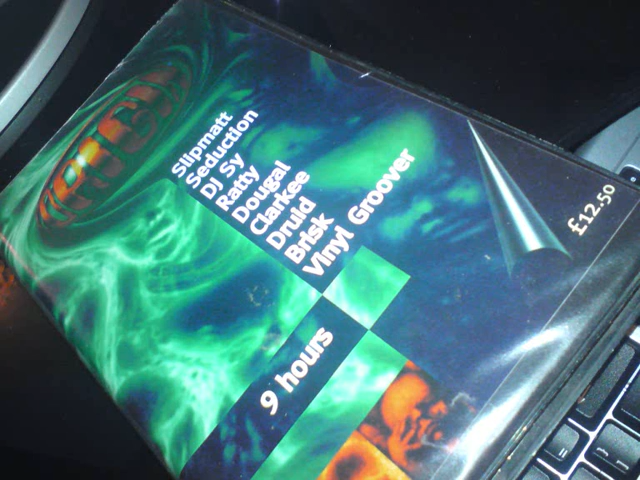 Slipmatt
Seduction
DJ Sy
Ratty
Dougal
Clarkee
Druid
Brisk
Vinyl Groover
£12.50
9 hours